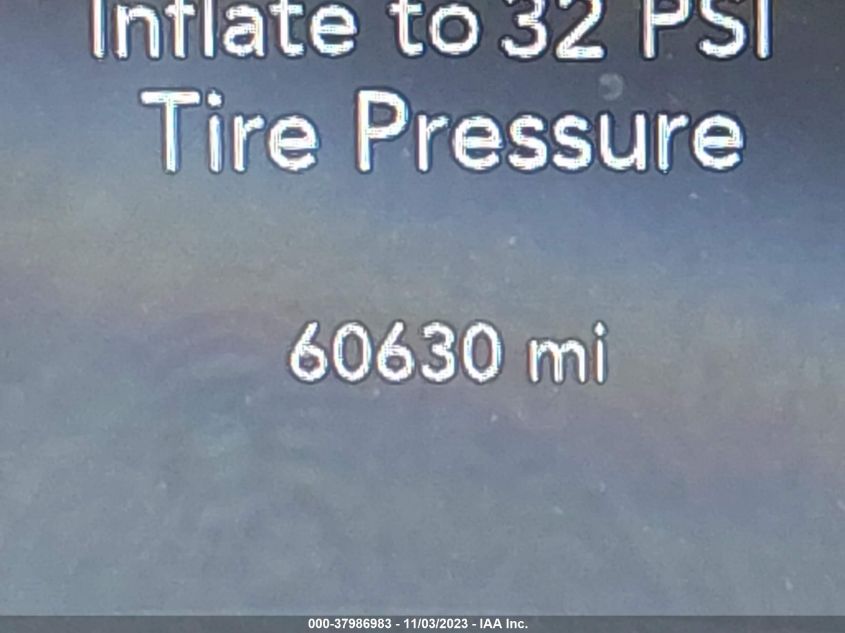 Inflate to 32 PSI
Tire Pressure
60630 mi
000-37986983 - 11/03/2023 - IAA Inc.